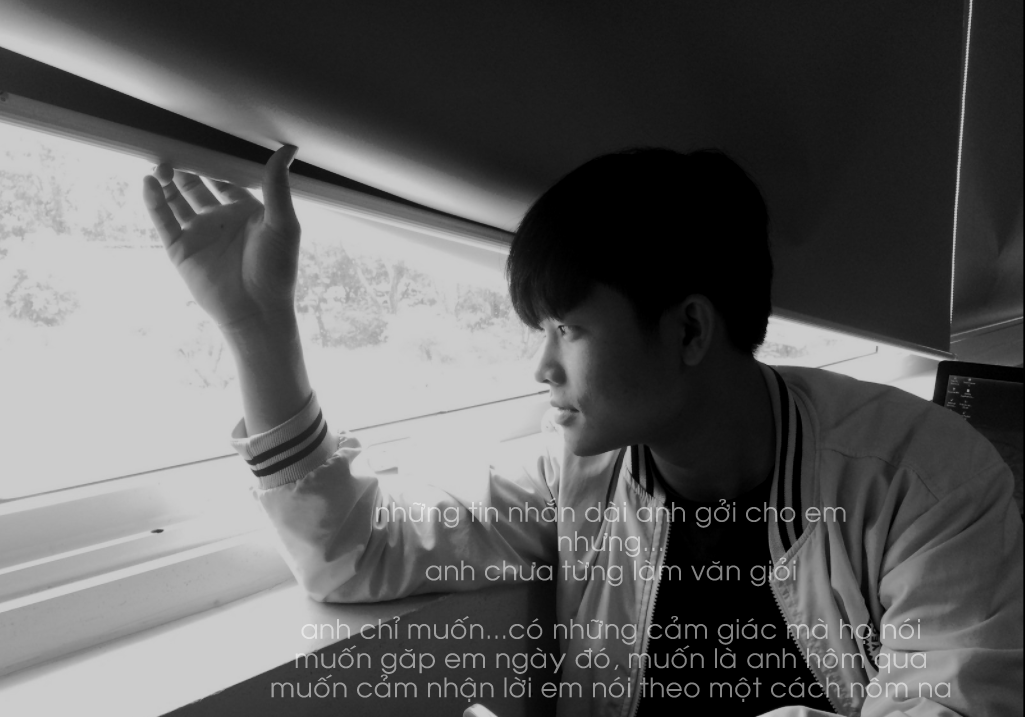 những tin nhắn dài anh gởi cho em
nhưng...
anh chưa từng làm văn giỏi
anh chỉ muốn...có những cảm giác mà họ nói
muốn gặp em ngày đó, muốn là anh hôm qua
muốn cảm nhận lời em nói theo một cách nôm na